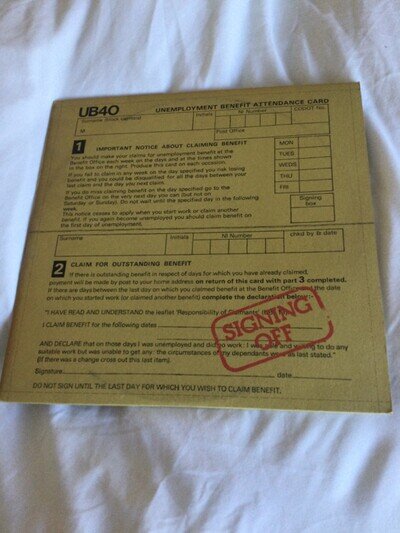 UB40
UNEMPLOYMENT BENEFIT ATTENDANCE CARD
Surname (block capitals)
Initials
NI Number
CODOT No.
M
Post Office
1 IMPORTANT NOTICE ABOUT CLAIMING BENEFIT
You should make your claims for unemployment benefit at the
Benefit Office each week on the days and at the times shown
in the box on the right. Produce this card on each occasion.
If you fail to claim in any week on the day specified you risk losing
benefit and you could be disqualified for all the days between your
last claim and the day you next claim.
If you do miss claiming benefit on the day specified go to the
Benefit Office on the very next day you can (but not on
Saturday or Sunday). Do not wait until the specified day in the following
week.
This notice ceases to apply when you start work or claim another
benefit. If you again become unemployed you should claim benefit on
the first day of unemployment.
MON
TUES
WEDS
THU
FRI
Signing
box
Surname
Initials
NI Number
chkd by & date
2 CLAIM FOR OUTSTANDING BENEFIT
If there is outstanding benefit in respect of days for which you have already claimed,
payment will be made by post to your home address on return of this card with part 3 completed.
If there are days between the last day on which you claimed benefit at the Benefit Office and the date
on which you started work (or claimed another benefit) complete the declaration below:-
"I HAVE READ AND UNDERSTAND the leaflet 'Responsibility of Claimants'
I CLAIM BENEFIT for the following dates
AND DECLARE that on those days I was unemployed and did no work: I was able and willing to do any
suitable work but was unable to get any: the circumstances of my dependants were as last stated."
(If there was a change cross out this last item).
Signature
date
DO NOT SIGN UNTIL THE LAST DAY FOR WHICH YOU WISH TO CLAIM BENEFIT.
SIGNING
OFF